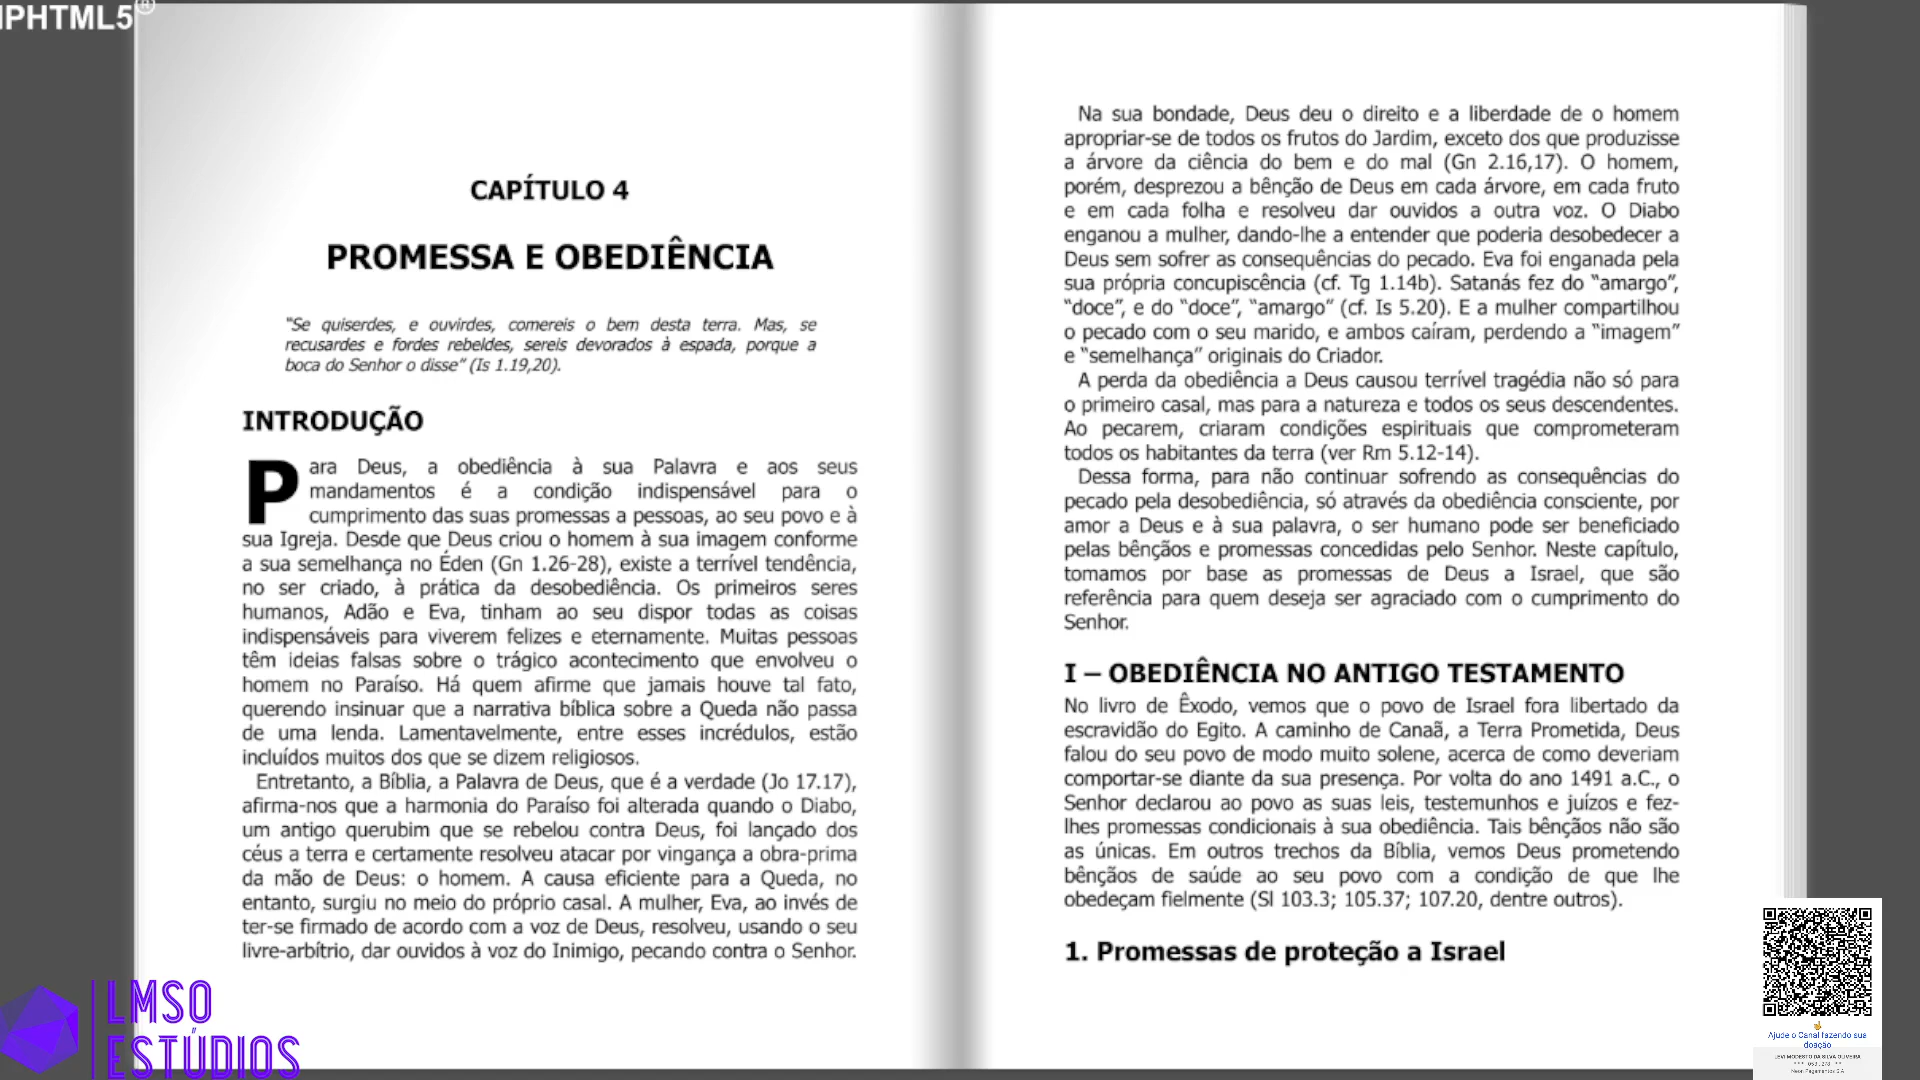 IPHTML5®
CAPÍTULO 4
PROMESSA E OBEDIÊNCIA
“Se quiserdes, e ouvirdes, comereis o bem desta terra. Mas, se
recusardes e fordes rebeldes, sereis devorados à espada, porque a
boca do Senhor o disse” (Is 1.19,20).
INTRODUÇÃO
Para Deus, a obediência à sua Palavra e aos seus
mandamentos é a condição indispensável para o
cumprimento das suas promessas a pessoas, ao seu povo e à
sua Igreja. Desde que Deus criou o homem à sua imagem conforme
a sua semelhança no Éden (Gn 1.26-28), existe a terrível tendência,
no ser criado, à prática da desobediência. Os primeiros seres
humanos, Adão e Eva, tinham ao seu dispor todas as coisas
indispensáveis para viverem felizes e eternamente. Muitas pessoas
têm ideias falsas sobre o trágico acontecimento que envolveu o
homem no Paraíso. Há quem afirme que jamais houve tal fato,
querendo insinuar que a narrativa bíblica sobre a Queda não passa
de uma lenda. Lamentavelmente, entre esses incrédulos, estão
incluídos muitos dos que se dizem religiosos.
Entretanto, a Bíblia, a Palavra de Deus, que é a verdade (Jo 17.17),
afirma-nos que a harmonia do Paraíso foi alterada quando o Diabo,
um antigo querubim que se rebelou contra Deus, foi lançado dos
céus a terra e certamente resolveu atacar por vingança a obra-prima
da mão de Deus: o homem. A causa eficiente para a Queda, no
entanto, surgiu no meio do próprio casal. A mulher, Eva, ao invés de
ter-se firmado de acordo com a voz de Deus, resolveu, usando o seu
livre-arbítrio, dar ouvidos à voz do Inimigo, pecando contra o Senhor.
Na sua bondade, Deus deu o direito e a liberdade de o homem
apropriar-se de todos os frutos do Jardim, exceto dos que produzisse
a árvore da ciência do bem e do mal (Gn 2.16,17). O homem,
porém, desprezou a bênção de Deus em cada árvore, em cada fruto
e em cada folha e resolveu dar ouvidos a outra voz. O Diabo
enganou a mulher, dando-lhe a entender que poderia desobedecer a
Deus sem sofrer as consequências do pecado. Eva foi enganada pela
sua própria concupiscência (cf. Tg 1.14b). Satanás fez do “amargo”,
“doce”, e do “doce”, “amargo” (cf. Is 5.20). E a mulher compartilhou
o pecado com o seu marido, e ambos caíram, perdendo a “imagem”
e “semelhança” originais do Criador.
A perda da obediência a Deus causou terrível tragédia não só para
o primeiro casal, mas para a natureza e todos os seus descendentes.
Ao pecarem, criaram condições espirituais que comprometeram
todos os habitantes da terra (ver Rm 5.12-14).
Dessa forma, para não continuar sofrendo as consequências do
pecado pela desobediência, só através da obediência consciente, por
amor a Deus e à sua palavra, o ser humano pode ser beneficiado
pelas bênçãos e promessas concedidas pelo Senhor. Neste capítulo,
tomamos por base as promessas de Deus a Israel, que são
referência para quem deseja ser agraciado com o cumprimento do
Senhor.
I – OBEDIÊNCIA NO ANTIGO TESTAMENTO
No livro de Êxodo, vemos que o povo de Israel fora libertado da
escravidão do Egito. A caminho de Canaã, a Terra Prometida, Deus
falou do seu povo de modo muito solene, acerca de como deveriam
comportar-se diante da sua presença. Por volta do ano 1491 a.C., o
Senhor declarou ao povo as suas leis, testemunhos e juízos e fez-
lhes promessas condicionais à sua obediência. Tais bênçãos não são
as únicas. Em outros trechos da Bíblia, vemos Deus prometendo
bênçãos de saúde ao seu povo com a condição de que lhe
obedeçam fielmente (Sl 103.3; 105.37; 107.20, dentre outros).
1. Promessas de proteção a Israel
LMSO
ESTÚDIOS
Ajude o Canal fazendo sua
doação
LEVI MODESTO DA SILVA OLIVEIRA
Neon Pagamentos S.A